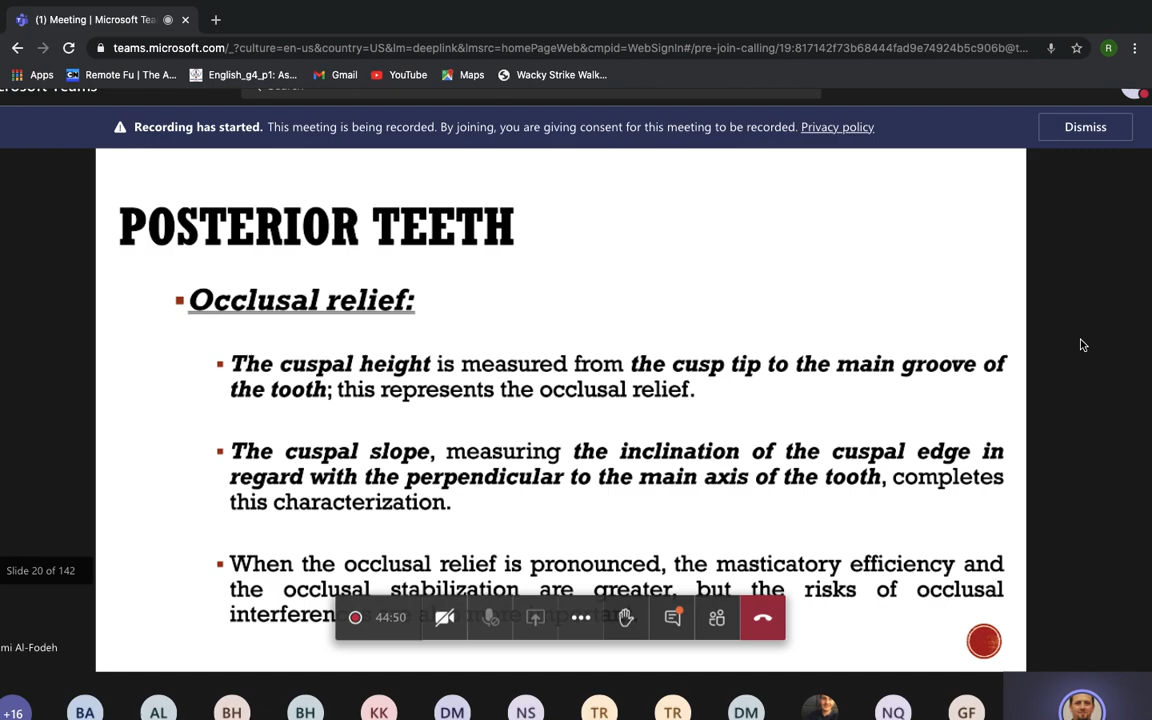 (1) Meeting | Microsoft Tea
teams.microsoft.com/_?culture=en-us&country=US&lm=deeplink&lmsrc=homePageWeb&cmpid=WebSignIn#/pre-join-calling/19:817142f73b68444fad9e74924b5c906b@t...
R
Apps Remote Fu | The A... English_g4_p1: As... Gmail YouTube Maps Wacky Strike Walk...
Recording has started. This meeting is being recorded. By joining, you are giving consent for this meeting to be recorded. Privacy policy
Dismiss
POSTERIOR TEETH
Occlusal relief:
The cuspal height is measured from the cusp tip to the main groove of
the tooth; this represents the occlusal relief.
The cuspal slope, measuring the inclination of the cuspal edge in
regard with the perpendicular to the main axis of the tooth, completes
this characterization.
When the occlusal relief is pronounced, the masticatory efficiency and
the occlusal stabilization are greater, but the risks of occlusal
Slide 20 of 142
44:50
mi Al-Fodeh
+16 BA AL BH BH KK DM NS TR TR DM NQ GF